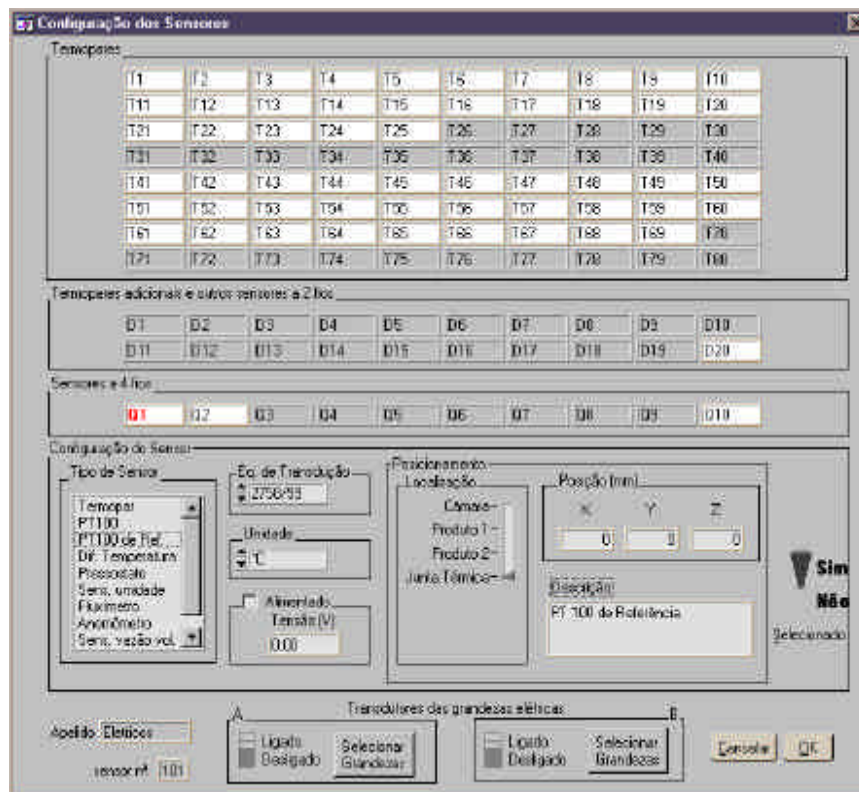 Configuração dos Sensores
Termopares
T1 T2 T3 T4 T5 T6 T7 T8 T9 T10
T11 T12 T13 T14 T15 T16 T17 T18 T19 T20
T21 T22 T23 T24 T25 T26 T27 T28 T29 T30
T31 T32 T33 T34 T35 T36 T37 T38 T39 T40
T41 T42 T43 T44 T45 T46 T47 T48 T49 T50
T51 T52 T53 T54 T55 T56 T57 T58 T59 T60
T61 T62 T63 T64 T65 T66 T67 T68 T69 T70
T71 T72 T73 T74 T75 T76 T77 T78 T79 T80
Termopares adicionais e outros sensores a 2 fios
D1 D2 D3 D4 D5 D6 D7 D8 D9 D10
D11 D12 D13 D14 D15 D16 D17 D18 D19 D20
Sensores a 4 fios
Q1 Q2 Q3 Q4 Q5 Q6 Q7 Q8 Q9 Q10
Configuração do Sensor
Tipo de Sensor
Termopar
PT100
PT100 de Ref.
Dif. Temperatura
Pressostato
Sens. umidade
Fluxímetro
Anemômetro
Sens. vazão vol.
Eq. de Transdução
2756/99
Unidade
ºC
Alimentado
Tensão (V)
0.00
Posicionamento
Localização
Câmara
Produto 1
Produto 2
Junta Térmica
Posição (mm)
X Y Z
0 0 0
Descrição
PT 100 de Referência
Sim
Não
Selecionado
Transdutores das grandezas elétricas
Apelido Eletricos
sensor nº 101
A
Ligado
Desligado
Selecionar
Grandezas
B
Ligado
Desligado
Selecionar
Grandezas
Cancelar
OK